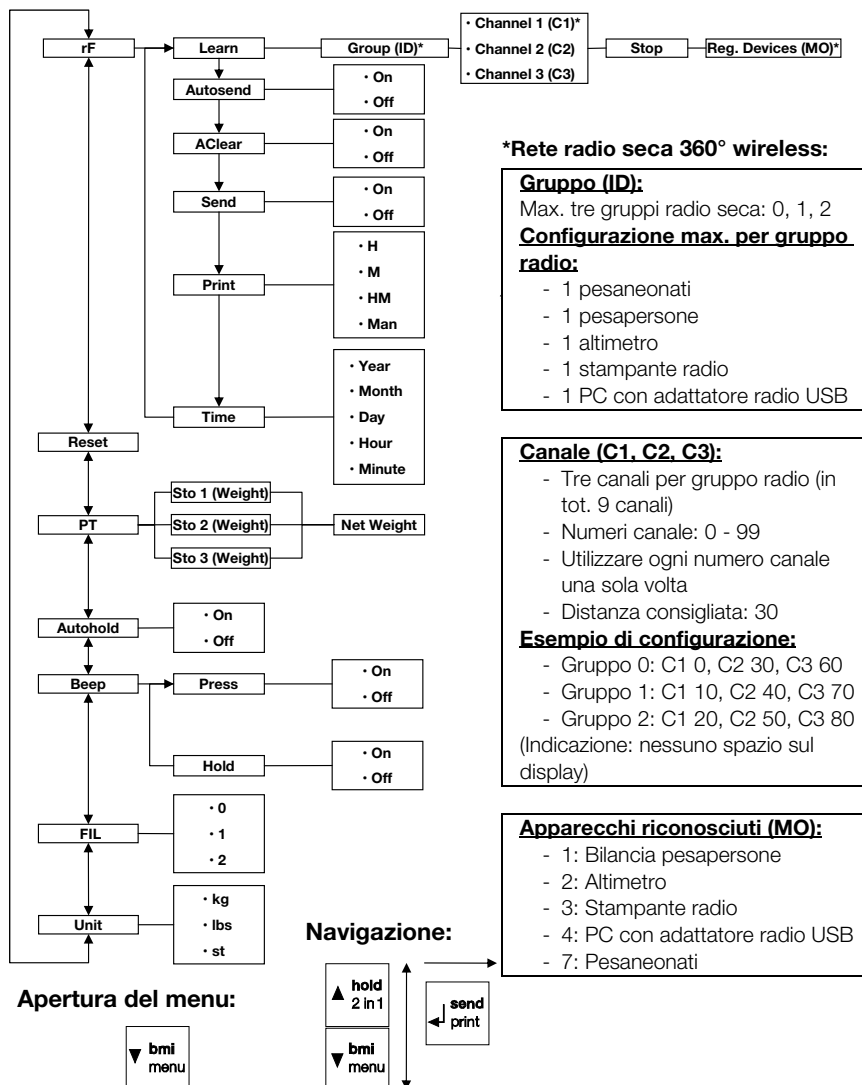 rF
Learn
Group (ID)*
· Channel 1 (C1)*
· Channel 2 (C2)
· Channel 3 (C3)
Stop
Reg. Devices (MO)*
Autosend
· On
· Off
AClear
· On
· Off
Send
· On
· Off
Print
· H
· M
· HM
· Man
Time
· Year
· Month
· Day
· Hour
· Minute
Reset
PT
Sto 1 (Weight)
Sto 2 (Weight)
Sto 3 (Weight)
Net Weight
Autohold
· On
· Off
Beep
Press
· On
· Off
Hold
· On
· Off
FIL
· 0
· 1
· 2
Unit
· kg
· lbs
· st
*Rete radio seca 360° wireless:
Gruppo (ID):
Max. tre gruppi radio seca: 0, 1, 2
Configurazione max. per gruppo
radio:
- 1 pesaneonati
- 1 pesapersone
- 1 altimetro
- 1 stampante radio
- 1 PC con adattatore radio USB
Canale (C1, C2, C3):
- Tre canali per gruppo radio (in
tot. 9 canali)
- Numeri canale: 0 - 99
- Utilizzare ogni numero canale
una sola volta
- Distanza consigliata: 30
Esempio di configurazione:
- Gruppo 0: C1 0, C2 30, C3 60
- Gruppo 1: C1 10, C2 40, C3 70
- Gruppo 2: C1 20, C2 50, C3 80
(Indicazione: nessuno spazio sul
display)
Apparecchi riconosciuti (MO):
- 1: Bilancia pesapersone
- 2: Altimetro
- 3: Stampante radio
- 4: PC con adattatore radio USB
- 7: Pesaneonati
Apertura del menu:
▼ bmi
menu
Navigazione:
▲ hold
2 in 1
▼ bmi
menu
send
print